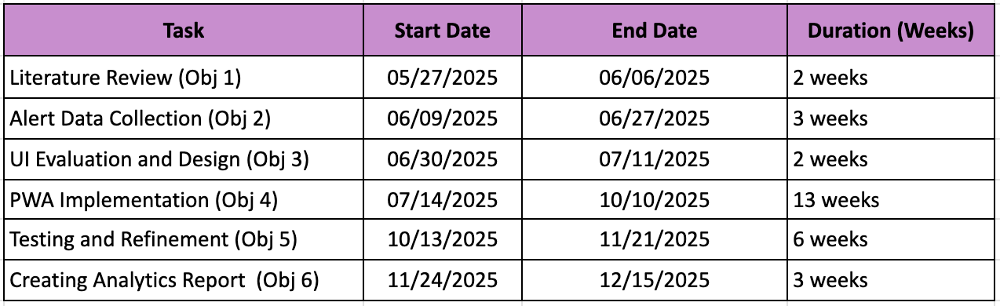 Task Start Date End Date Duration (Weeks)
Literature Review (Obj 1) 05/27/2025 06/06/2025 2 weeks
Alert Data Collection (Obj 2) 06/09/2025 06/27/2025 3 weeks
UI Evaluation and Design (Obj 3) 06/30/2025 07/11/2025 2 weeks
PWA Implementation (Obj 4) 07/14/2025 10/10/2025 13 weeks
Testing and Refinement (Obj 5) 10/13/2025 11/21/2025 6 weeks
Creating Analytics Report  (Obj 6) 11/24/2025 12/15/2025 3 weeks